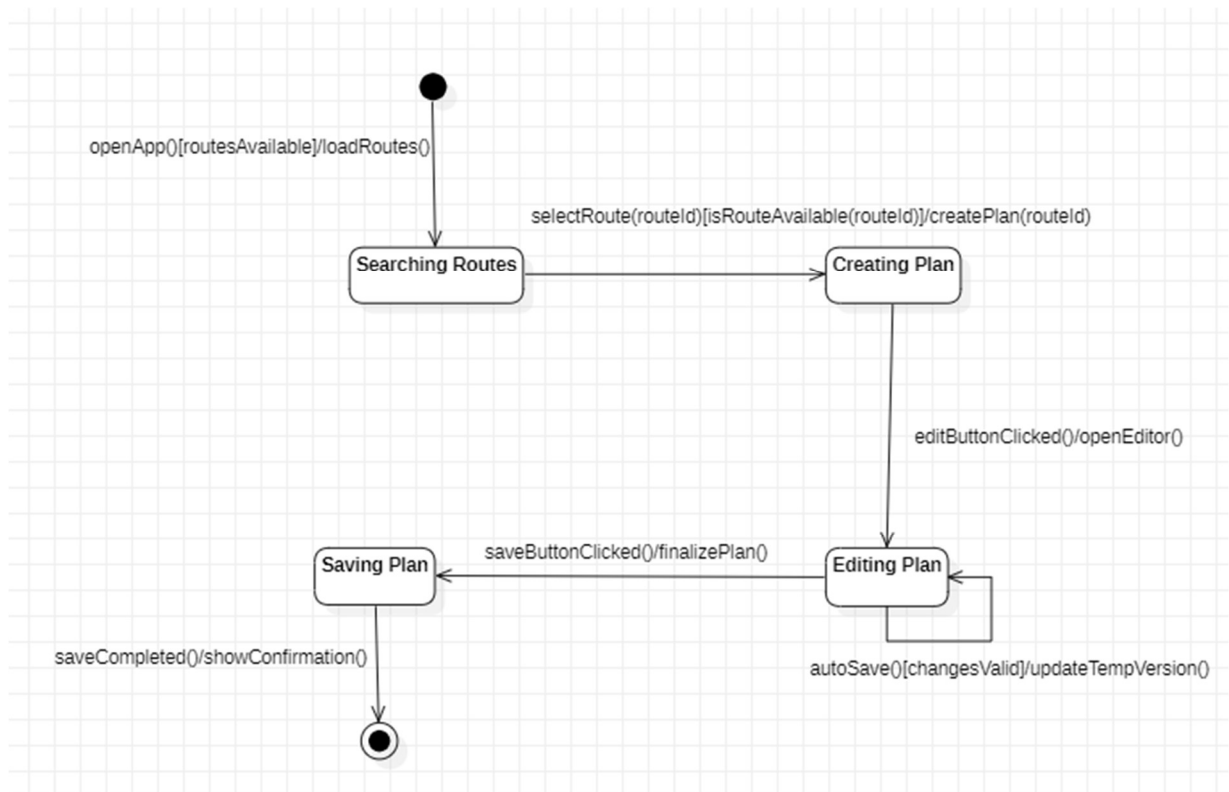 openApp()[routesAvailable]/loadRoutes()
selectRoute(routeId)[isRouteAvailable(routeId)]/createPlan(routeId)
Searching Routes
Creating Plan
editButtonClicked()/openEditor()
saveButtonClicked()/finalizePlan()
Saving Plan
Editing Plan
saveCompleted()/showConfirmation()
autoSave()[changesValid]/updateTempVersion()